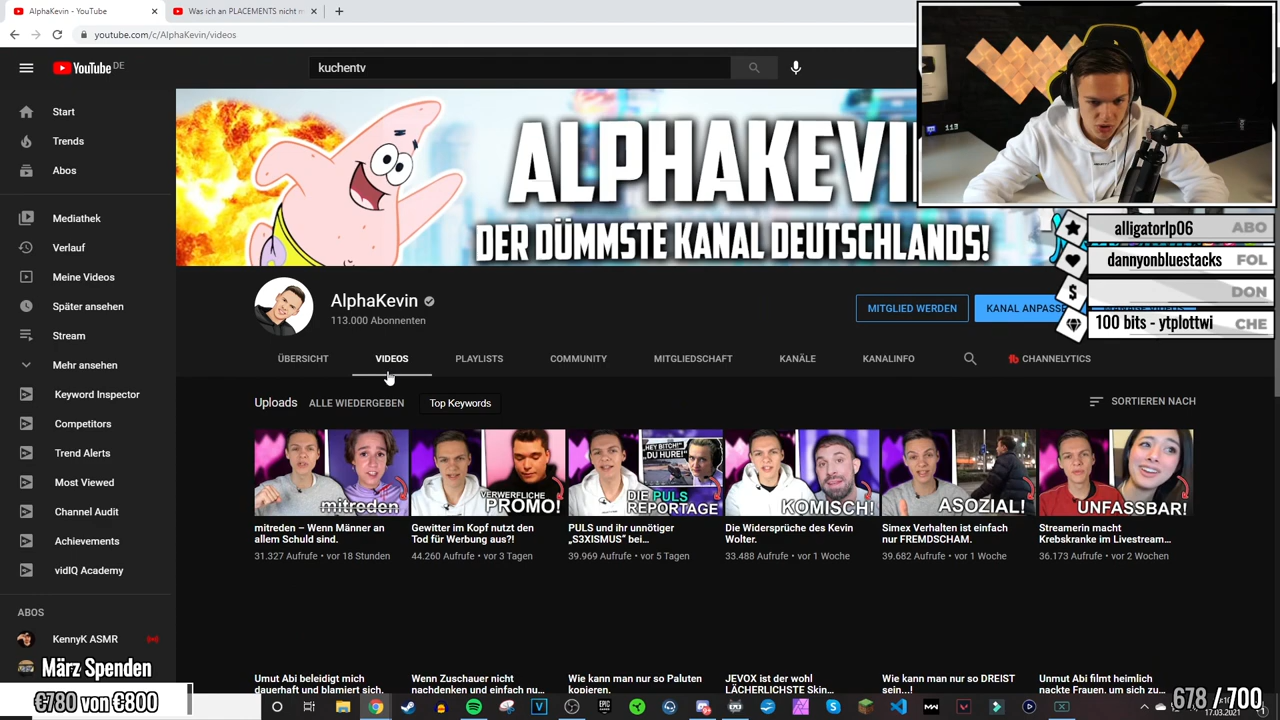 AlphaKevin - YouTube
Was ich an PLACEMENTS nicht m
youtube.com/c/AlphaKevin/videos
YouTube DE
kuchentv
Start
Trends
Abos
Mediathek
Verlauf
Meine Videos
Später ansehen
Stream
Mehr ansehen
Keyword Inspector
Competitors
Trend Alerts
Most Viewed
Channel Audit
Achievements
vidIQ Academy
ABOS
KennyK ASMR
März Spenden
€780 von €800
ALPHAKEVIN
DER DÜMMSTE KANAL DEUTSCHLANDS!
113
alligatorlp06 ABO
dannyonbluestacks FOL
DON
100 bits - ytplottwi CHE
AlphaKevin
113.000 Abonnenten
MITGLIED WERDEN
KANAL ANPASSE
ÜBERSICHT
VIDEOS
PLAYLISTS
COMMUNITY
MITGLIEDSCHAFT
KANÄLE
KANALINFO
CHANNELYTICS
Uploads
ALLE WIEDERGEBEN
Top Keywords
SORTIEREN NACH
mitreden
VERWERFLICHE
PROMO!
HEY BITCH!
"DU HURE!"
DIE PULS
REPORTAGE
KOMISCH!
ASOZIAL!
UNFASSBAR!
mitreden – Wenn Männer an
allem Schuld sind.
31.327 Aufrufe • vor 18 Stunden
Gewitter im Kopf nutzt den
Tod für Werbung aus?!
44.260 Aufrufe • vor 3 Tagen
PULS und ihr unnötiger
„S3XISMUS“ bei...
39.969 Aufrufe • vor 5 Tagen
Die Widersprüche des Kevin
Wolter.
33.488 Aufrufe • vor 1 Woche
Simex Verhalten ist einfach
nur FREMDSCHAM.
39.682 Aufrufe • vor 1 Woche
Streamerin macht
Krebskranke im Livestream...
36.173 Aufrufe • vor 2 Wochen
Umut Abi beleidigt mich
dauerhaft und blamiert sich.
Wenn Zuschauer nicht
nachdenken und einfach nu...
Wie kann man nur so Paluten
kopieren.
JEVOX ist der wohl
LÄCHERLICHSTE Skin...
Wie kann man nur so DREIST
sein...!
Unmut Abi filmt heimlich
nackte Frauen, um sich zu...
678 / 700
17.03.2021